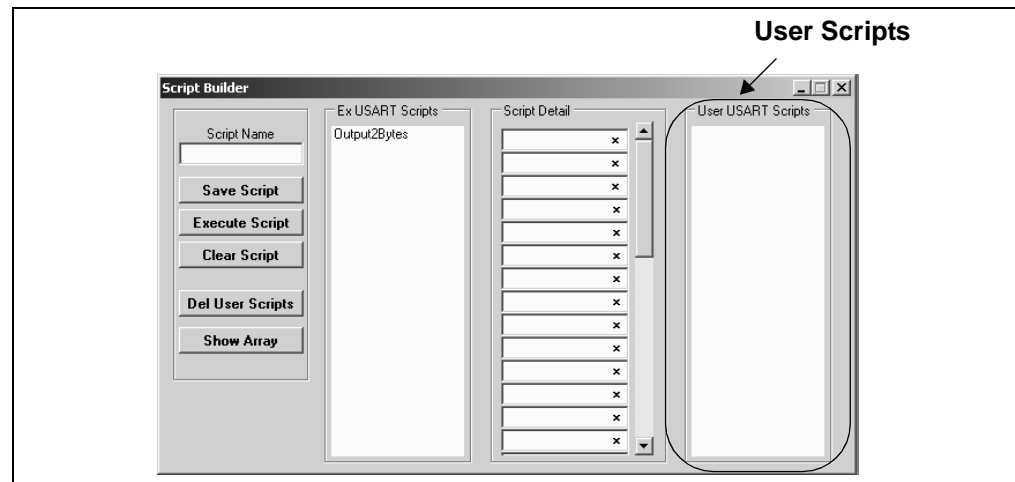 User Scripts
Script Builder
Script Name
Save Script
Execute Script
Clear Script
Del User Scripts
Show Array
Ex USART Scripts
Output2Bytes
Script Detail
x
x
x
x
x
x
x
x
x
x
x
x
x
x
User USART Scripts